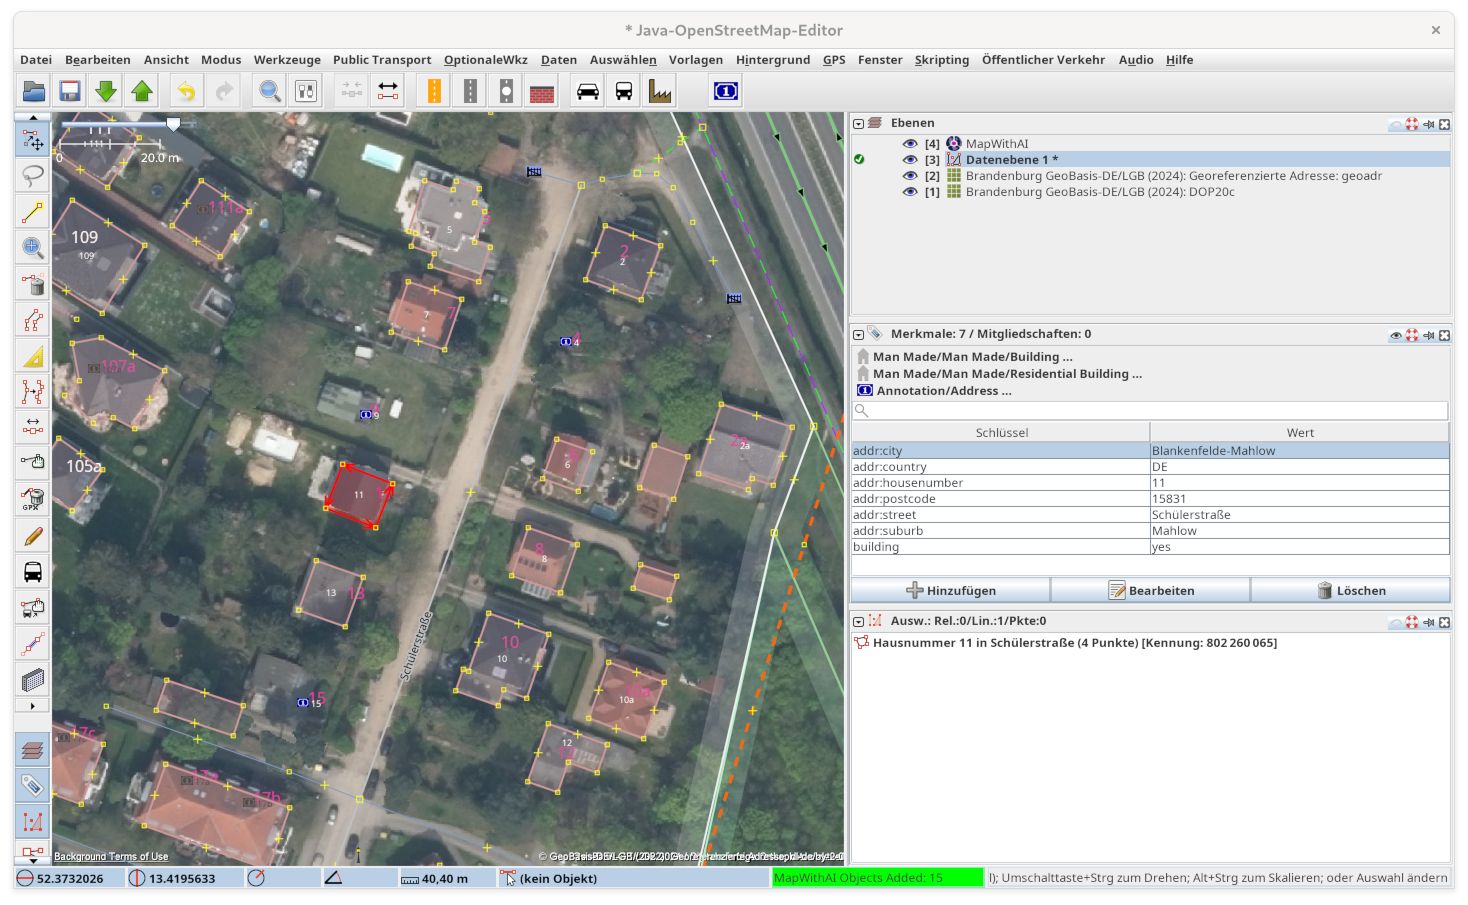 * Java-OpenStreetMap-Editor
Datei Bearbeiten Ansicht Modus Werkzeuge Public Transport OptionaleWkz Daten Auswählen Vorlagen Hintergrund GPS Fenster Skripting Öffentlicher Verkehr Audio Hilfe
0 20.0 m
Ebenen
[4] MapWithAI
[3] Datenebene 1 *
[2] Brandenburg GeoBasis-DE/LGB (2024): Georeferenzierte Adresse: geoadr
[1] Brandenburg GeoBasis-DE/LGB (2024): DOP20c
111a
109
109
5
2
2
7
7
4
107a
9
2a
6
105a
11
8
8
13
13
10
10
Schülerstraße
10a
15
15
12
17c
17b
Background Terms of Use
Merkmale: 7 / Mitgliedschaften: 0
Man Made/Man Made/Building ...
Man Made/Man Made/Residential Building ...
Annotation/Address ...
Schlüssel Wert
addr:city Blankenfelde-Mahlow
addr:country DE
addr:housenumber 11
addr:postcode 15831
addr:street Schülerstraße
addr:suburb Mahlow
building yes
Hinzufügen Bearbeiten Löschen
Ausw.: Rel.:0/Lin.:1/Pkte:0
Hausnummer 11 in Schülerstraße (4 Punkte) [Kennung: 802 260 065]
52.3732026 13.4195633 40,40 m (kein Objekt) MapWithAI Objects Added: 15 l); Umschalttaste+Strg zum Drehen; Alt+Strg zum Skalieren; oder Auswahl ändern